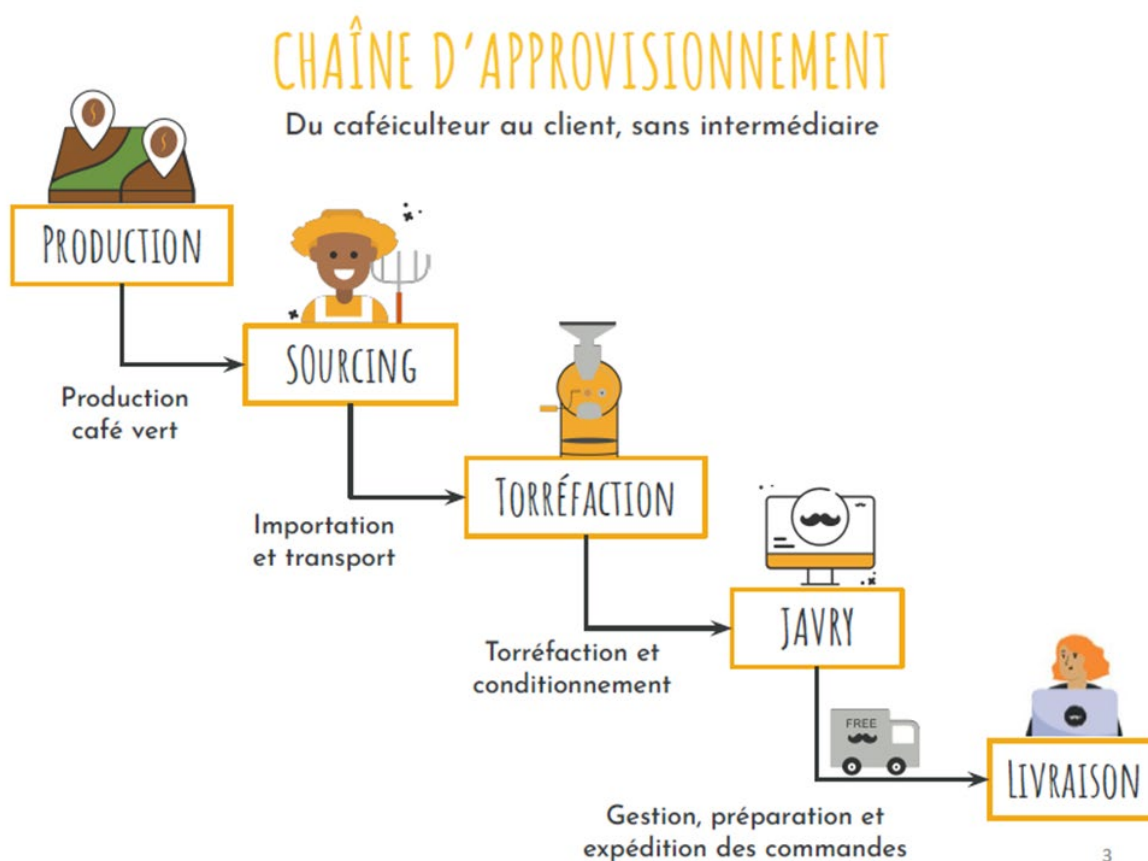 CHAÎNE D'APPROVISIONNEMENT
Du caféiculteur au client, sans intermédiaire
PRODUCTION
Production
café vert
SOURCING
Importation
et transport
TORRÉFACTION
Torréfaction et
conditionnement
JAVRY
FREE
Gestion, préparation et
expédition des commandes
LIVRAISON
3